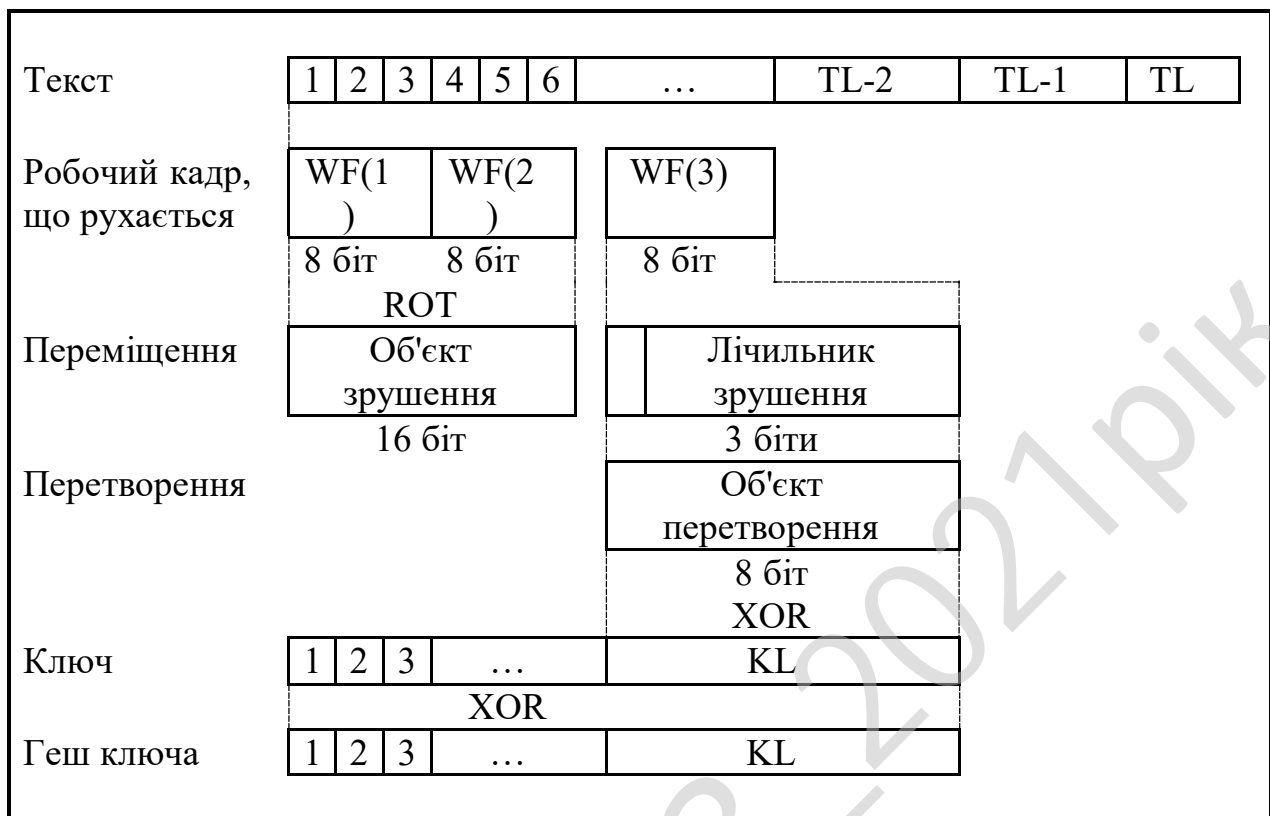 Текст 1 2 3 4 5 6 … TL-2 TL-1 TL
Робочий кадр, WF(1 WF(2 WF(3)
що рухається ) )
8 біт 8 біт 8 біт
ROT
Переміщення Об'єкт Лічильник
зрушення зрушення
16 біт 3 біти
Перетворення Об'єкт
перетворення
8 біт
XOR
Ключ 1 2 3 … KL
XOR
Геш ключа 1 2 3 … KL
_2021рік